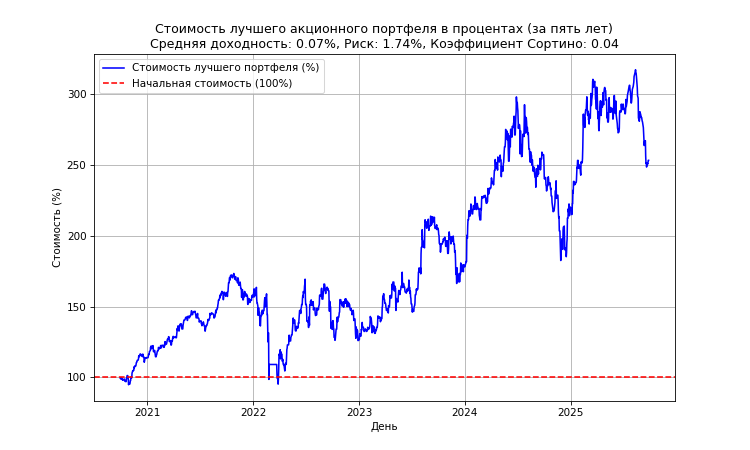 Стоимость лучшего акционного портфеля в процентах (за пять лет)
Средняя доходность: 0.07%, Риск: 1.74%, Коэффициент Сортино: 0.04
Стоимость лучшего портфеля (%)
Начальная стоимость (100%)
Стоимость (%)
300
250
200
150
100
2021 2022 2023 2024 2025
День